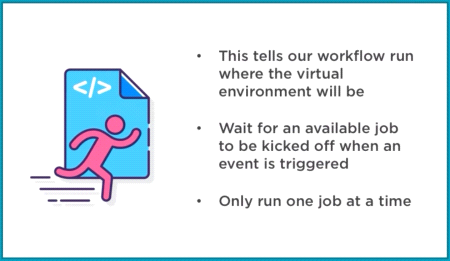 </>
• This tells our workflow run
where the virtual
environment will be
• Wait for an available job
to be kicked off when an
event is triggered
• Only run one job at a time